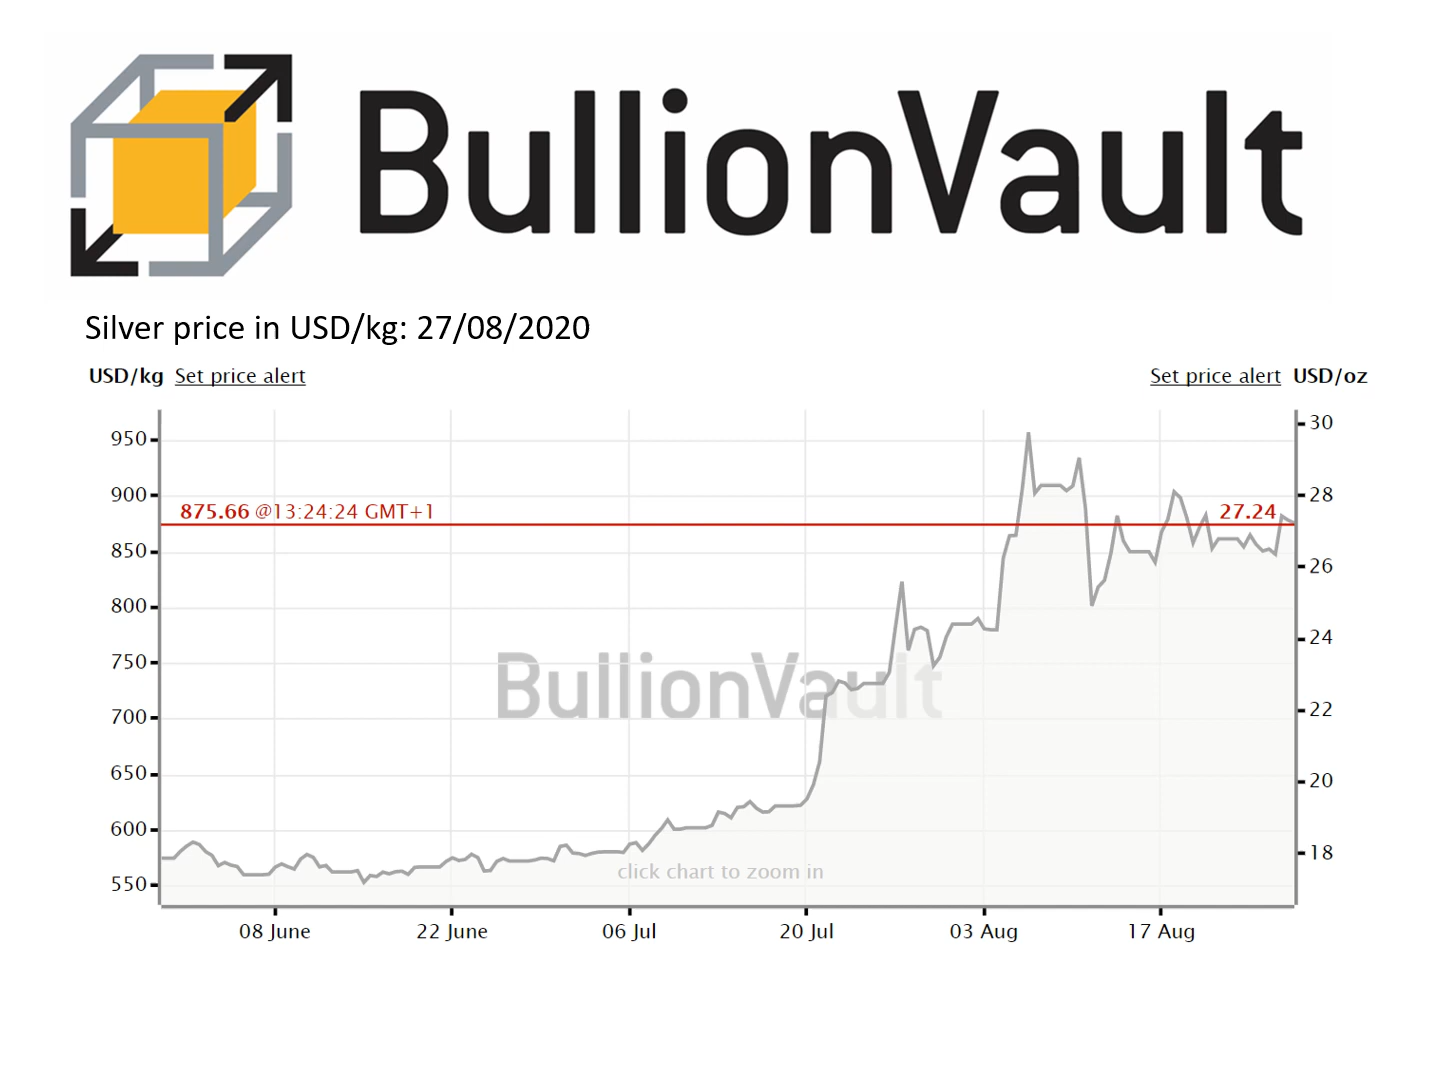 BullionVault
Silver price in USD/kg: 27/08/2020
USD/kg Set price alert
Set price alert USD/oz
950
900
850
800
750
700
650
600
550
30
28
26
24
22
20
18
875.66 @13:24:24 GMT+1
27.24
BullionVault
click chart to zoom in
08 June
22 June
06 Jul
20 Jul
03 Aug
17 Aug